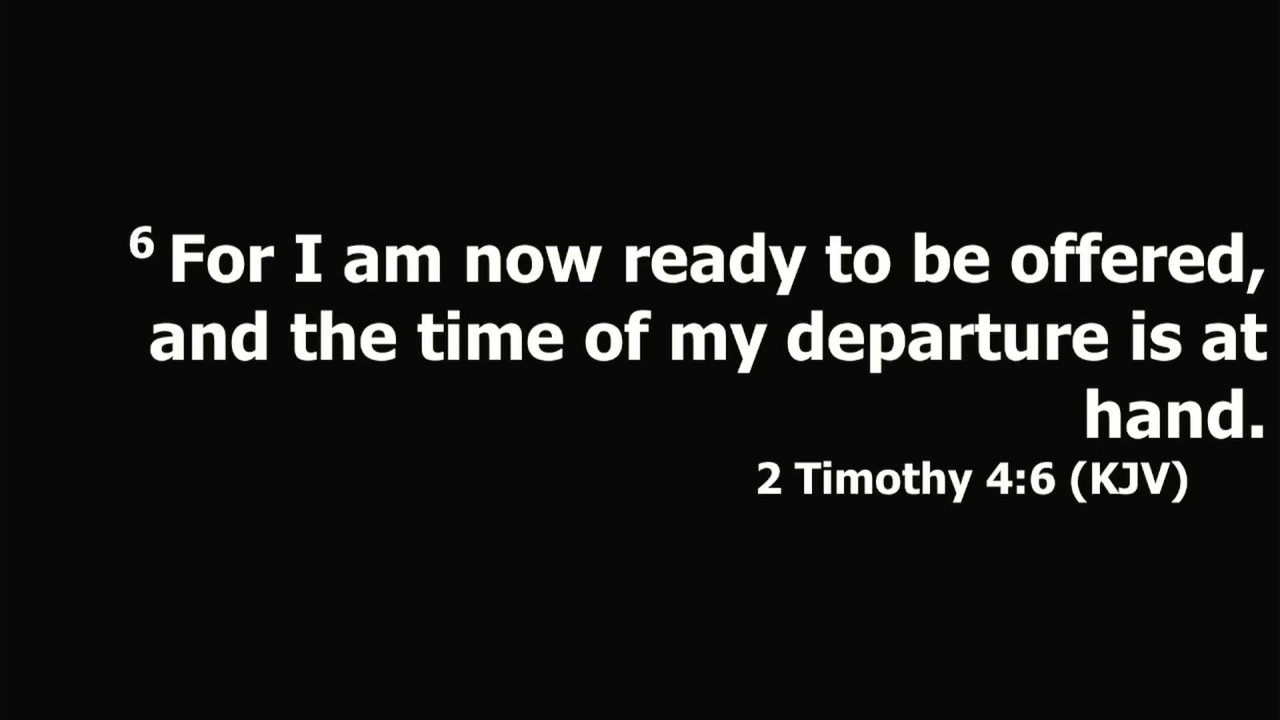 6 For I am now ready to be offered,
and the time of my departure is at
hand.
2 Timothy 4:6 (KJV)